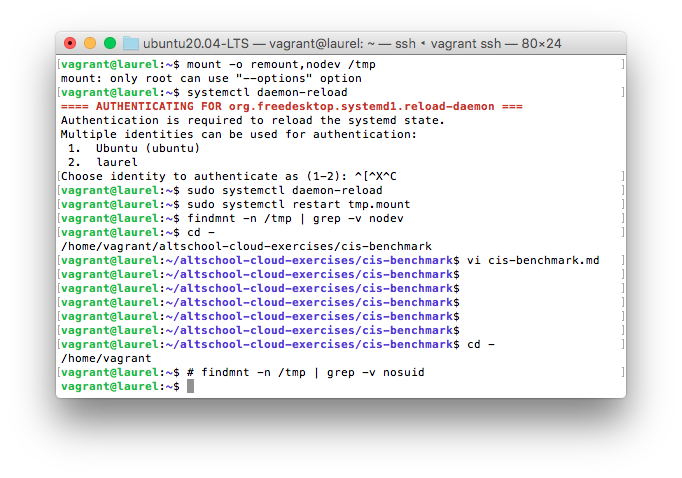 ubuntu20.04-LTS — vagrant@laurel: ~ — ssh ◂ vagrant ssh — 80×24
[vagrant@laurel:~$ mount -o remount,nodev /tmp ]
mount: only root can use "--options" option
[vagrant@laurel:~$ systemctl daemon-reload ]
==== AUTHENTICATING FOR org.freedesktop.systemd1.reload-daemon ===
Authentication is required to reload the systemd state.
Multiple identities can be used for authentication:
 1.  Ubuntu (ubuntu)
 2.  laurel
[Choose identity to authenticate as (1-2): ^[^X^C ]
[vagrant@laurel:~$ sudo systemctl daemon-reload ]
[vagrant@laurel:~$ sudo systemctl restart tmp.mount ]
[vagrant@laurel:~$ findmnt -n /tmp | grep -v nodev ]
[vagrant@laurel:~$ cd - ]
/home/vagrant/altschool-cloud-exercises/cis-benchmark
[vagrant@laurel:~/altschool-cloud-exercises/cis-benchmark$ vi cis-benchmark.md ]
[vagrant@laurel:~/altschool-cloud-exercises/cis-benchmark$ ]
[vagrant@laurel:~/altschool-cloud-exercises/cis-benchmark$ ]
[vagrant@laurel:~/altschool-cloud-exercises/cis-benchmark$ ]
[vagrant@laurel:~/altschool-cloud-exercises/cis-benchmark$ ]
[vagrant@laurel:~/altschool-cloud-exercises/cis-benchmark$ ]
[vagrant@laurel:~/altschool-cloud-exercises/cis-benchmark$ cd - ]
/home/vagrant
[vagrant@laurel:~$ # findmnt -n /tmp | grep -v nosuid ]
vagrant@laurel:~$